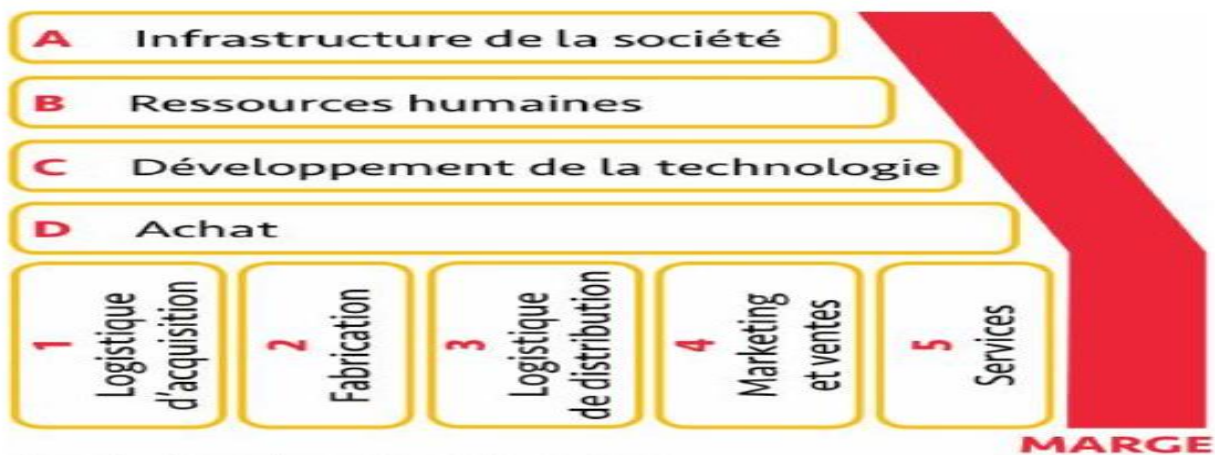 A Infrastructure de la société
B Ressources humaines
C Développement de la technologie
D Achat
1
Logistique
d'acquisition
2
Fabrication
3
Logistique
de distribution
4
Marketing
et ventes
5
Services
MARGE